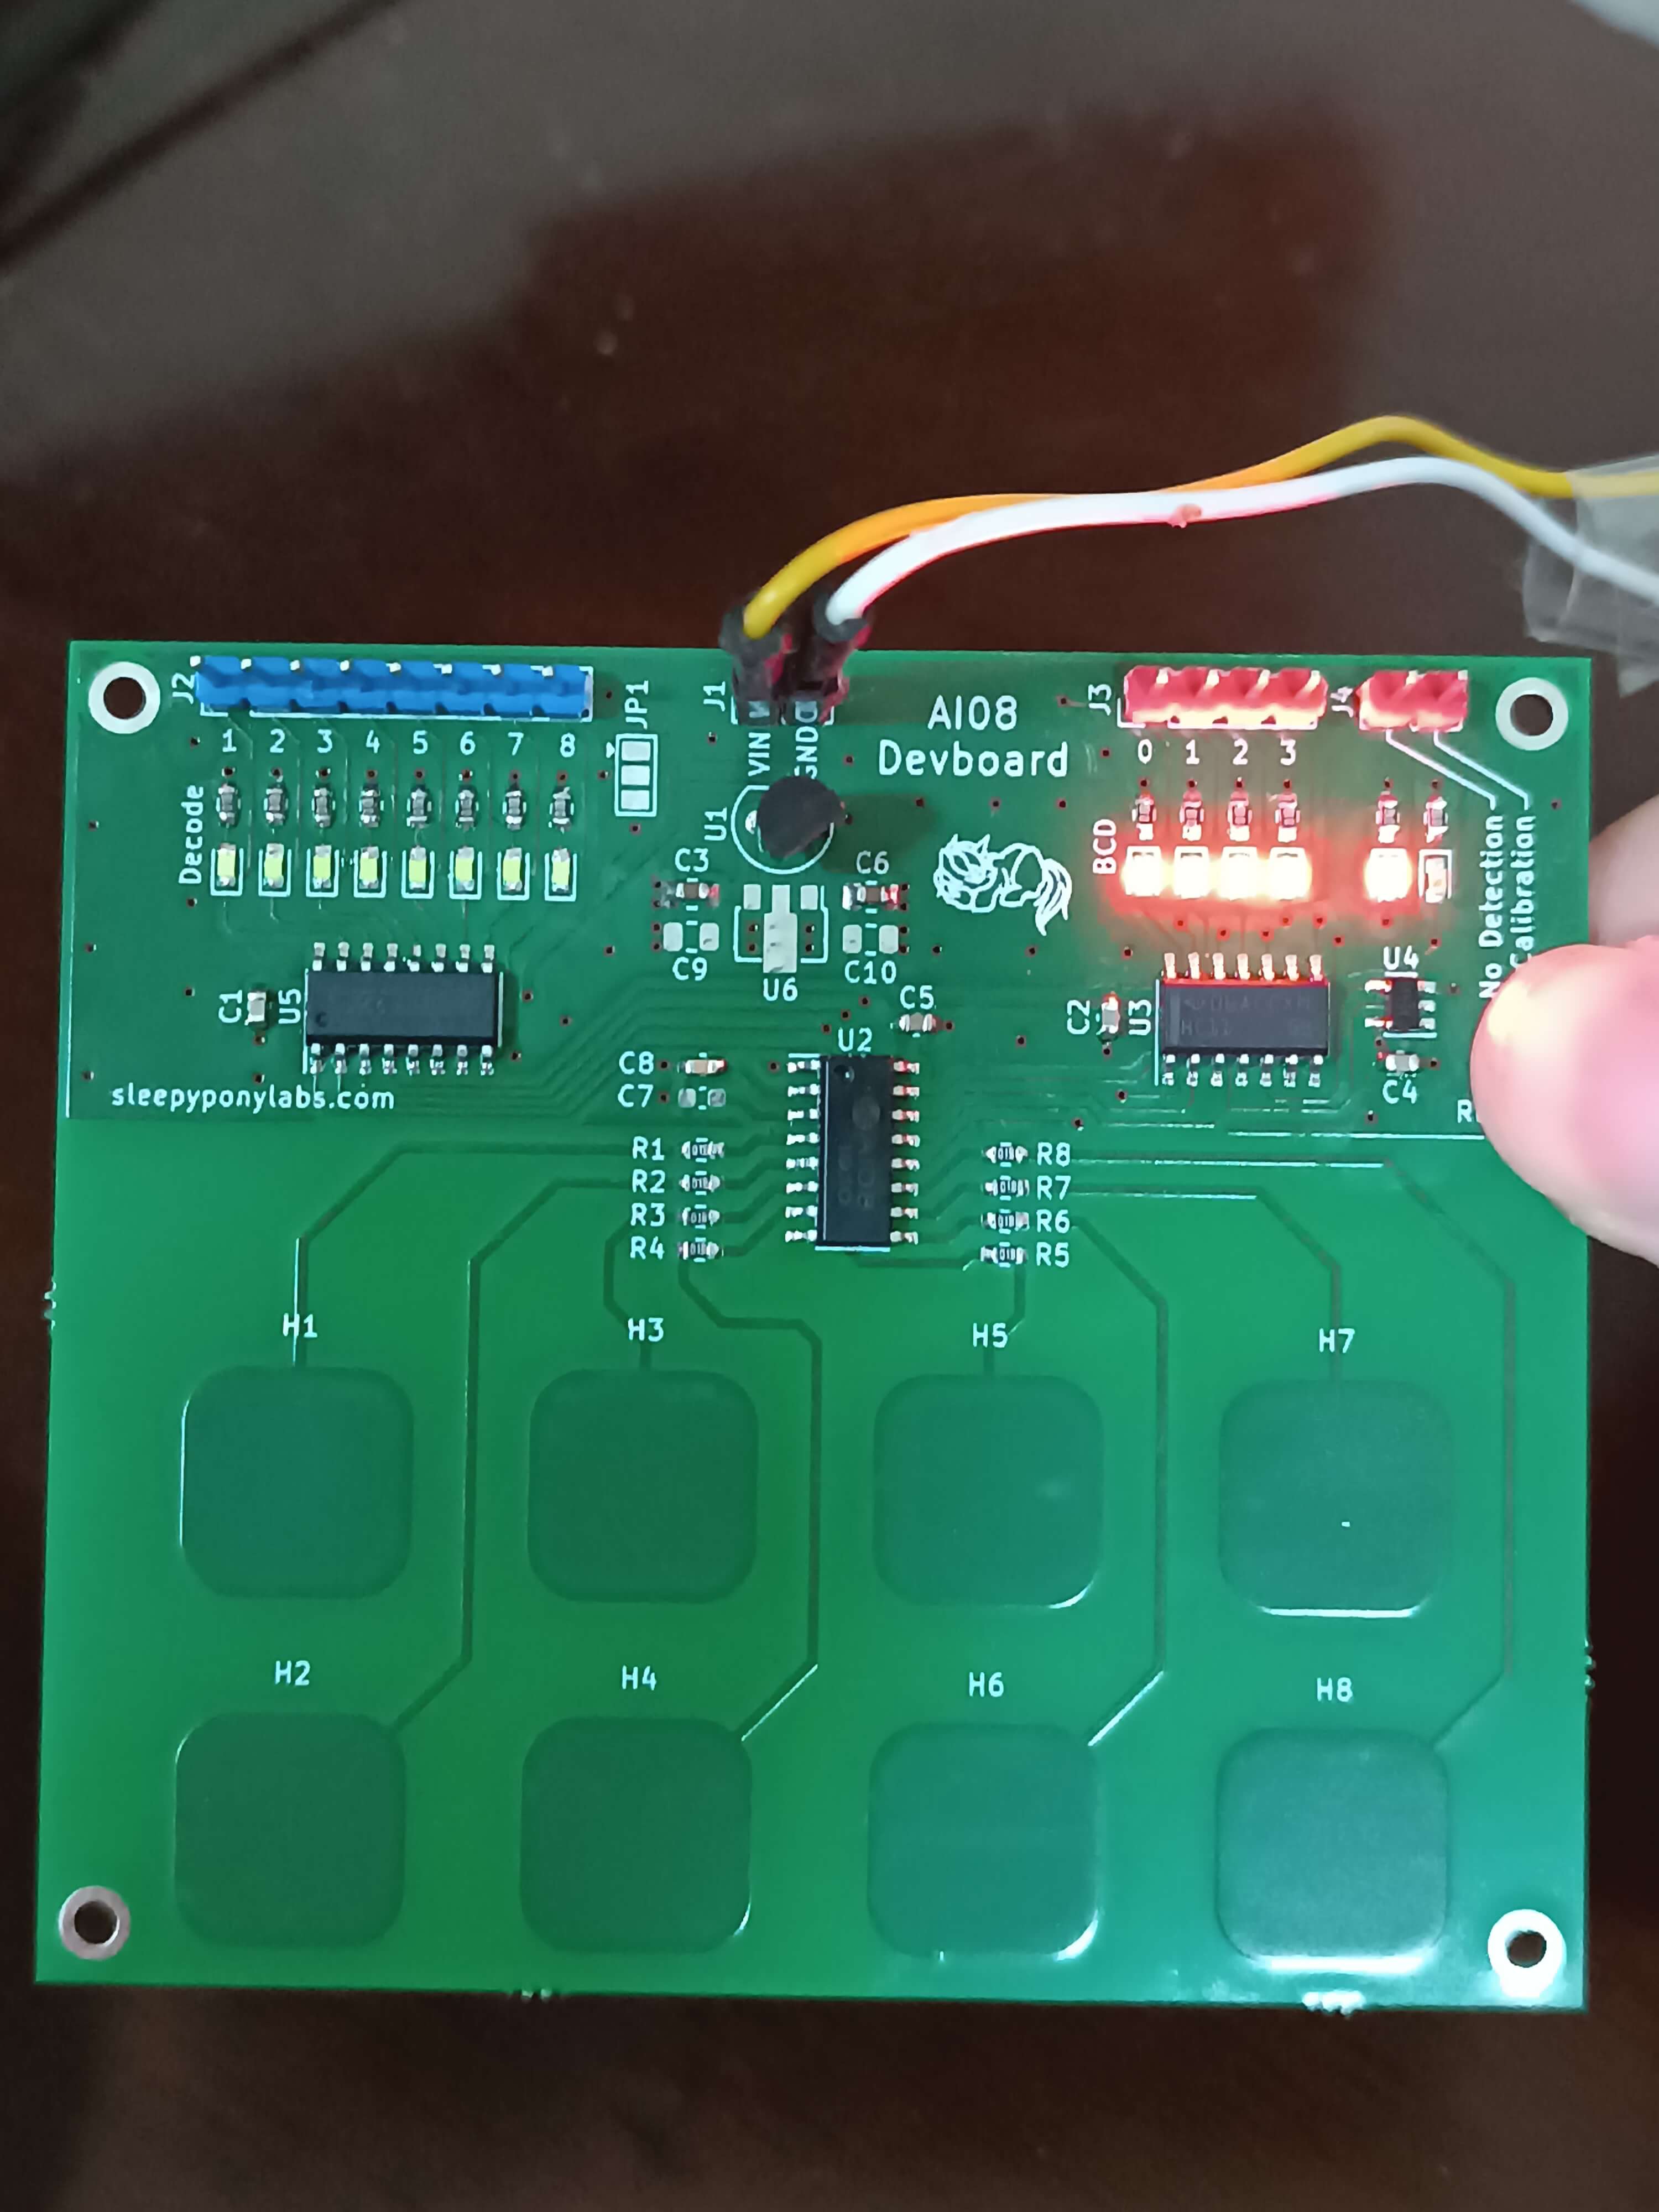 J2
1 2 3 4 5 6 7 8
Decode
JP1
J1
VIN
GND
U1
AI08
Devboard
J3
0 1 2 3
J4
BCD
No Detection
Calibration
C3
C6
C9
C10
U6
C1
U5
C5
U2
C2
U3
U4
C4
C8
C7
sleepyponylabs.com
R1
R2
R3
R4
R8
R7
R6
R5
H1
H3
H5
H7
H2
H4
H6
H8